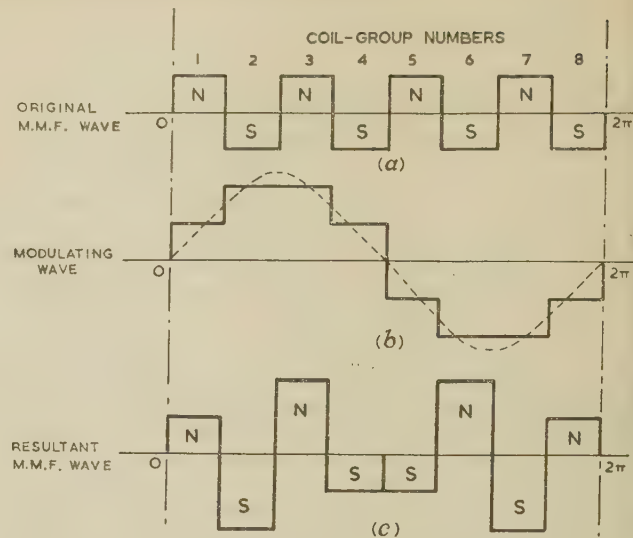 COIL-GROUP NUMBERS
1 2 3 4 5 6 7 8
ORIGINAL
M.M.F. WAVE
N N N N
O S S S S 2π
(a)
MODULATING
WAVE
O 2π
(b)
RESULTANT
M.M.F. WAVE
N N N N
O S S S S 2π
(c)